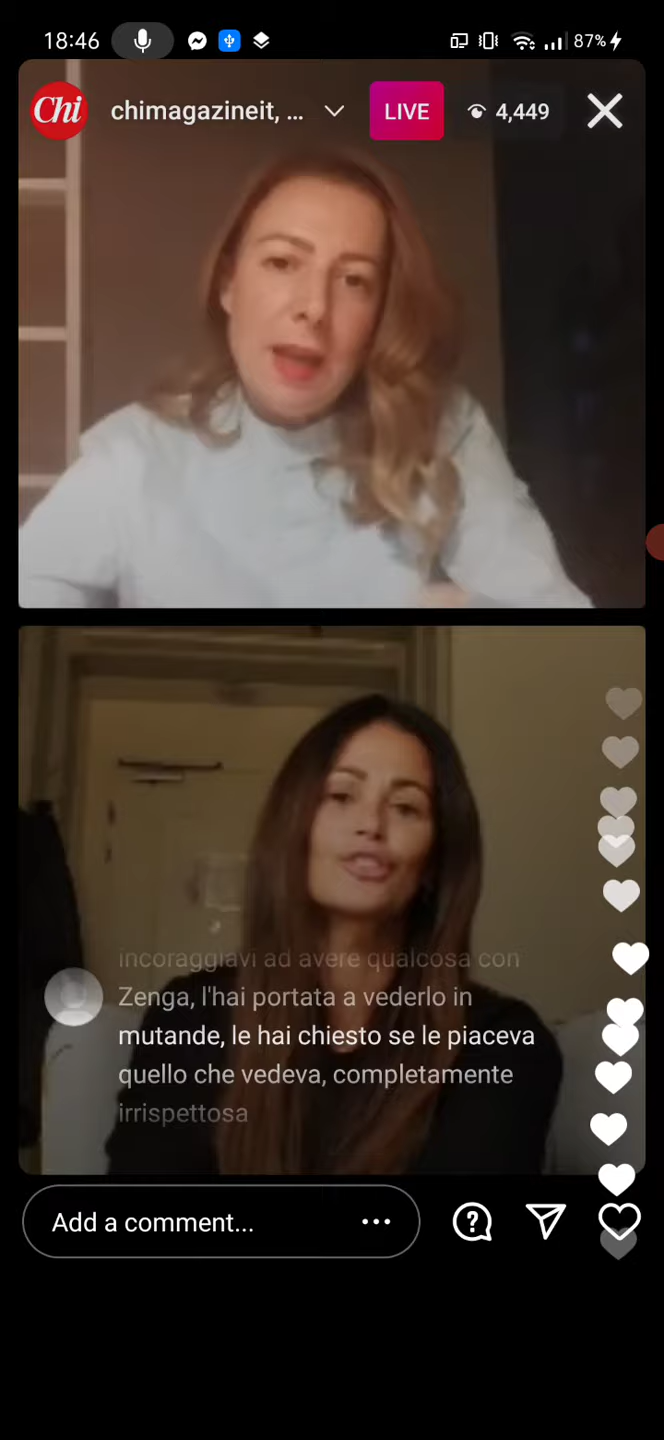 18:46
87%
Chi
chimagazineit, ...
LIVE
4,449
incoraggiavi ad avere qualcosa con
Zenga, l'hai portata a vederlo in
mutande, le hai chiesto se le piaceva
quello che vedeva, completamente
irrispettosa
Add a comment...